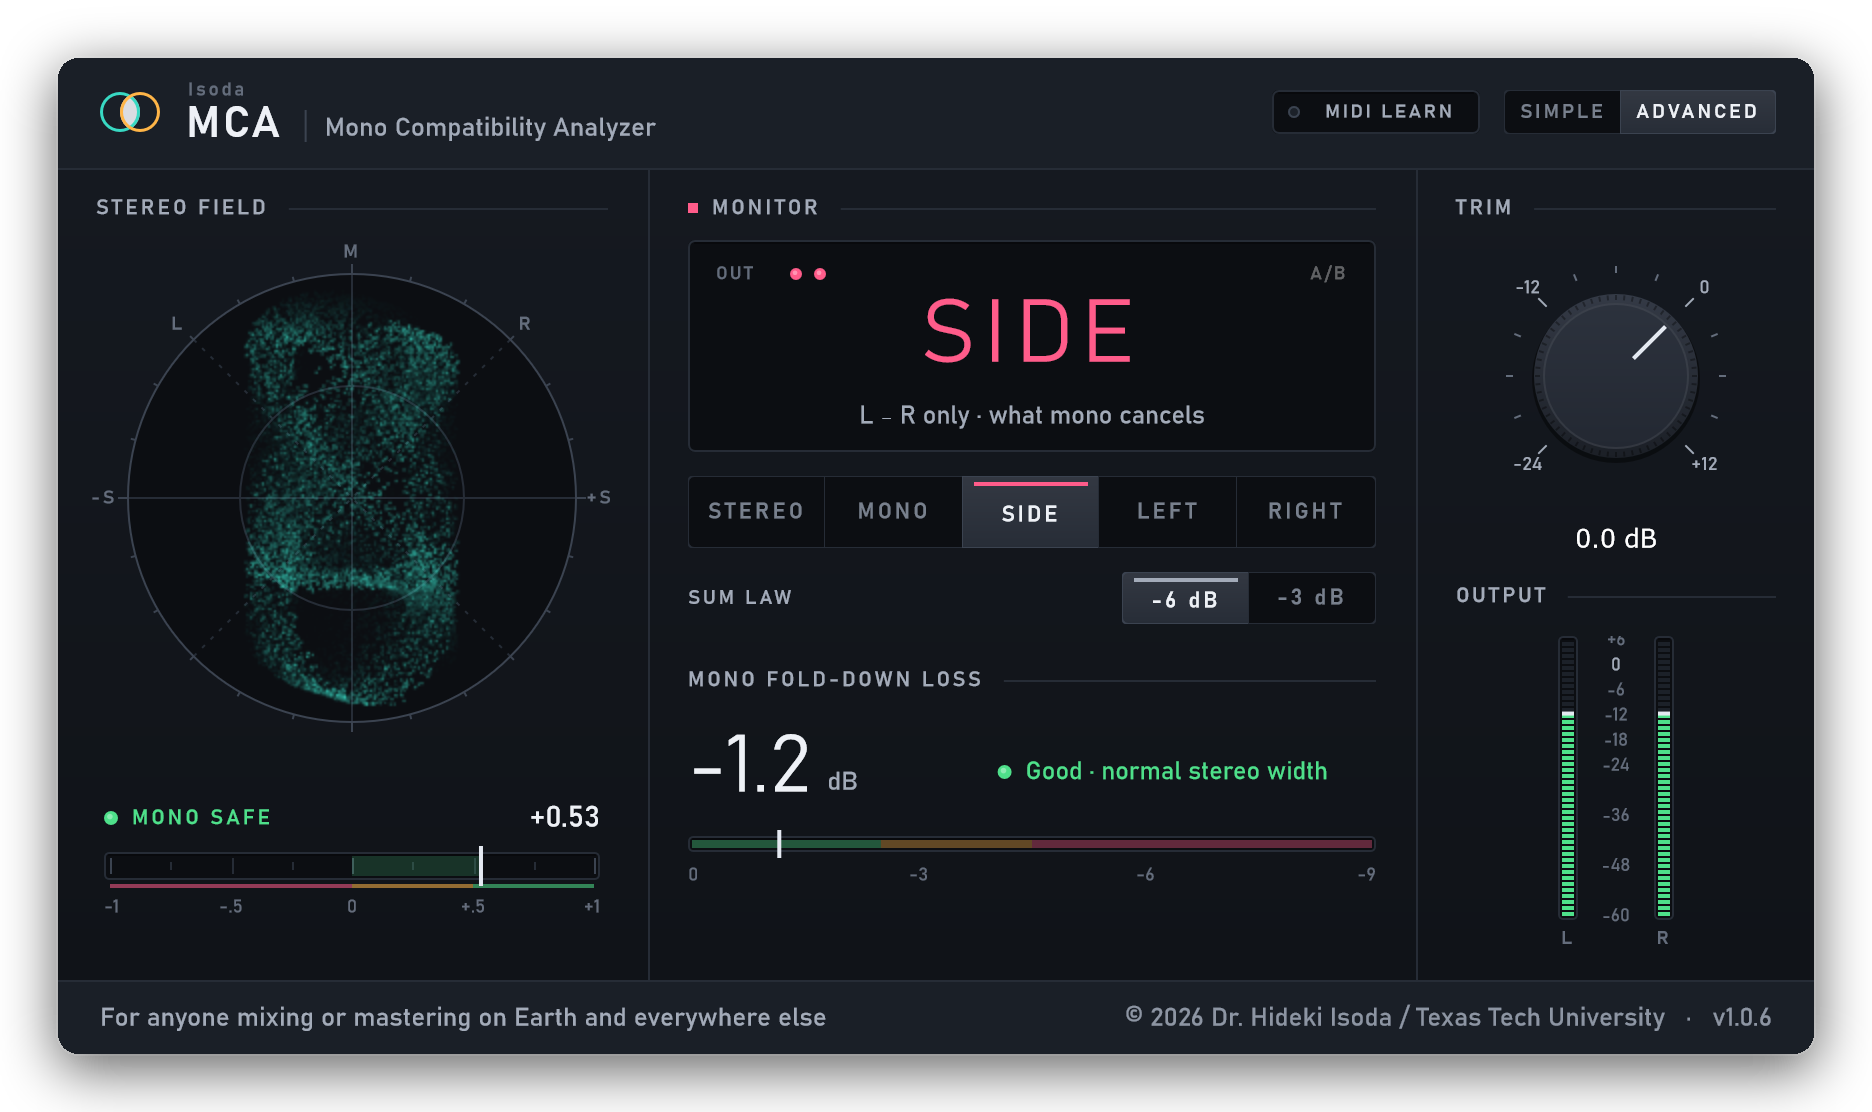 Isoda
MCA
Mono Compatibility Analyzer
MIDI LEARN
SIMPLE
ADVANCED
STEREO FIELD
M
L
R
-S
+S
MONO SAFE
+0.53
-1
-.5
0
+.5
+1
MONITOR
OUT
A/B
SIDE
L – R only · what mono cancels
STEREO
MONO
SIDE
LEFT
RIGHT
SUM LAW
-6 dB
-3 dB
MONO FOLD-DOWN LOSS
-1.2 dB
Good · normal stereo width
0
-3
-6
-9
TRIM
-12
0
-24
+12
0.0 dB
OUTPUT
+6
0
-6
-12
-18
-24
-36
-48
-60
L
R
For anyone mixing or mastering on Earth and everywhere else
© 2026 Dr. Hideki Isoda / Texas Tech University · v1.0.6